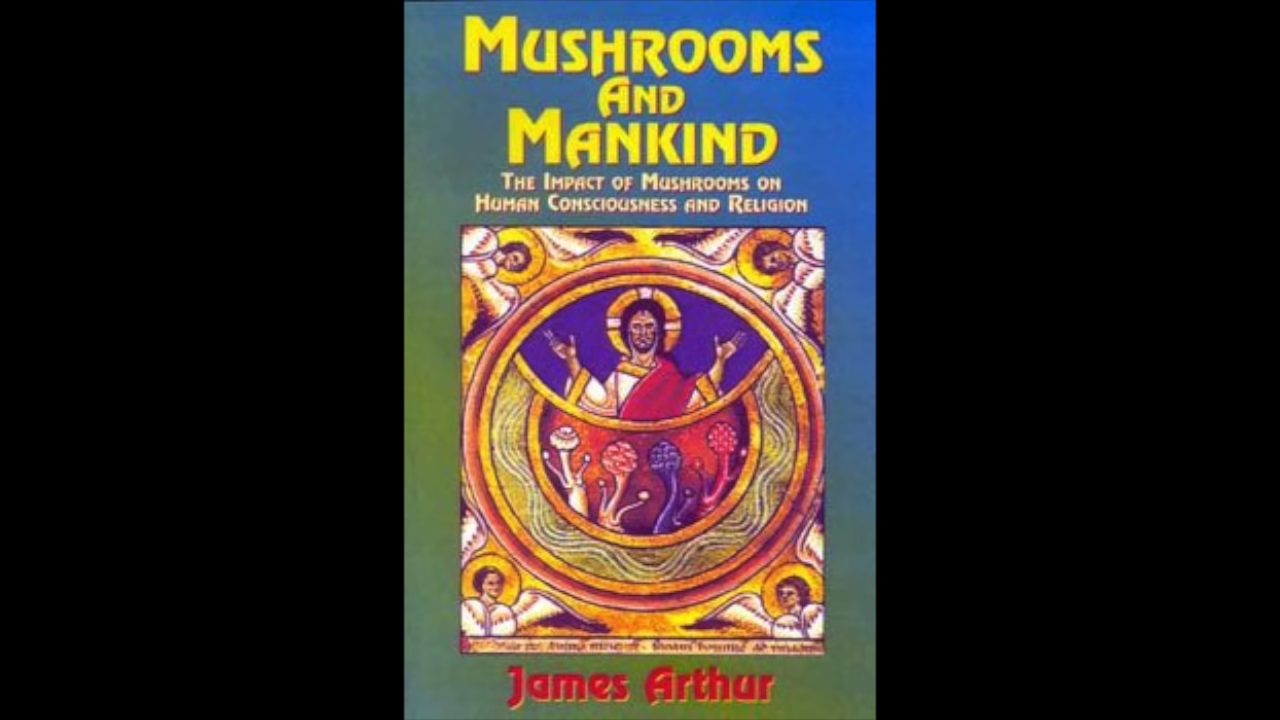 MUSHROOMS
AND
MANKIND
THE IMPACT OF MUSHROOMS ON
HUMAN CONSCIOUSNESS AND RELIGION
James Arthur